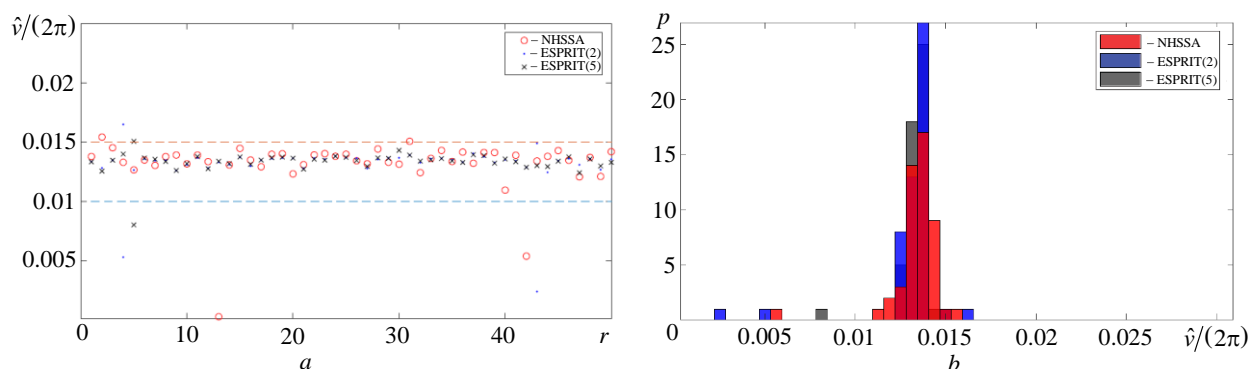 v̂/(2π)
○ – NHSSA
· – ESPRIT(2)
× – ESPRIT(5)
0.02
0.015
0.01
0.005
0 10 20 30 40 r
a
p
– NHSSA
– ESPRIT(2)
– ESPRIT(5)
25
20
15
10
5
0 0.005 0.01 0.015 0.02 0.025 v̂/(2π)
b